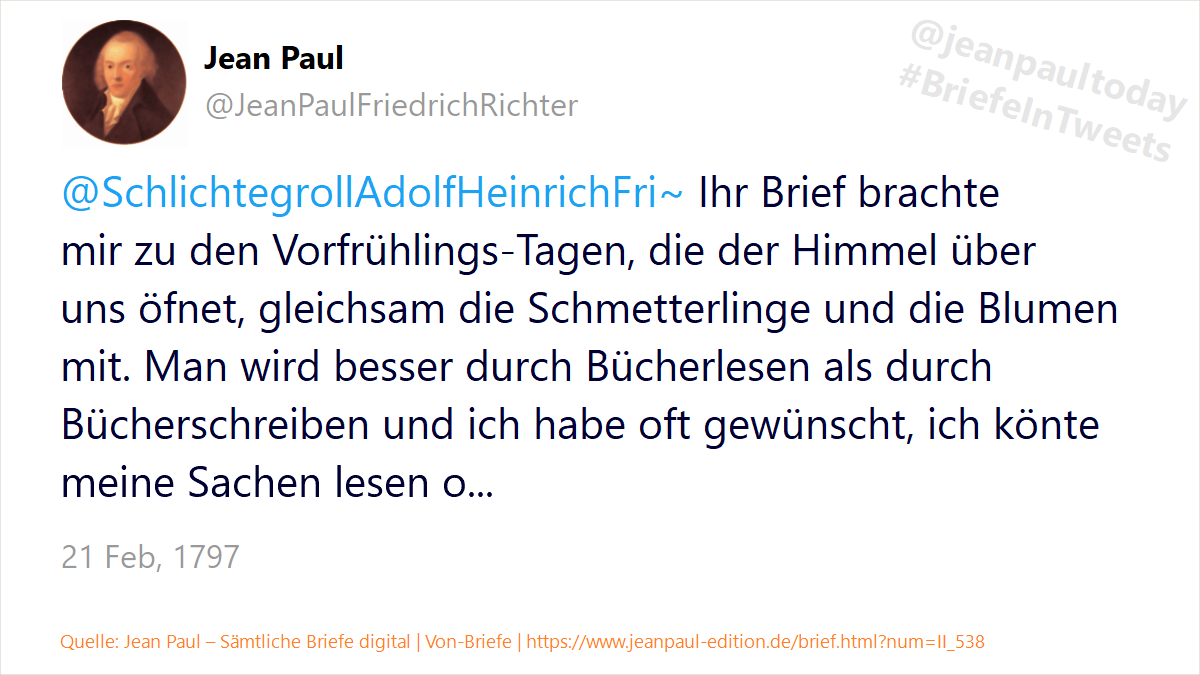 Jean Paul
@JeanPaulFriedrichRichter
@jeanpaultoday
#BriefeInTweets
@SchlichtegrollAdolfHeinrichFri~ Ihr Brief brachte
mir zu den Vorfrühlings-Tagen, die der Himmel über
uns öfnet, gleichsam die Schmetterlinge und die Blumen
mit. Man wird besser durch Bücherlesen als durch
Bücherschreiben und ich habe oft gewünscht, ich könte
meine Sachen lesen o...
21 Feb, 1797
Quelle: Jean Paul – Sämtliche Briefe digital | Von-Briefe | https://www.jeanpaul-edition.de/brief.html?num=II_538